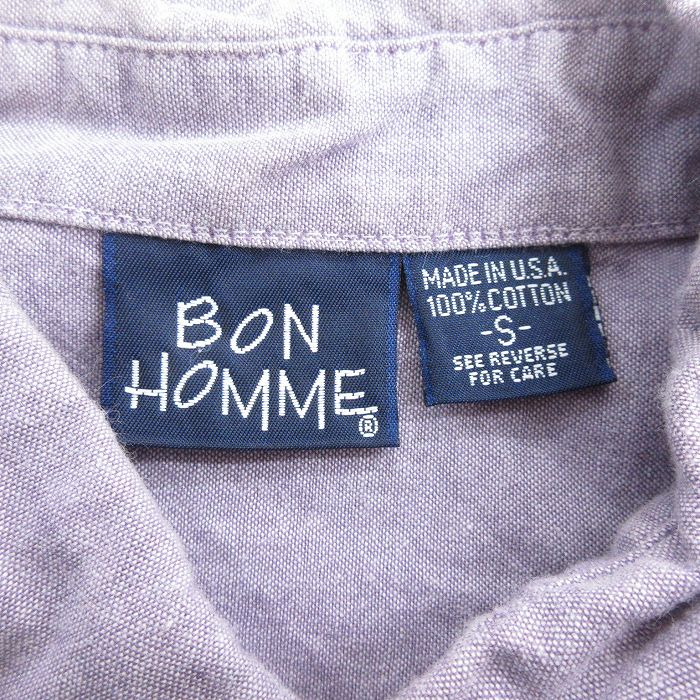 BON
HOMME®
MADE IN U.S.A.
100% COTTON
-S-
SEE REVERSE
FOR CARE